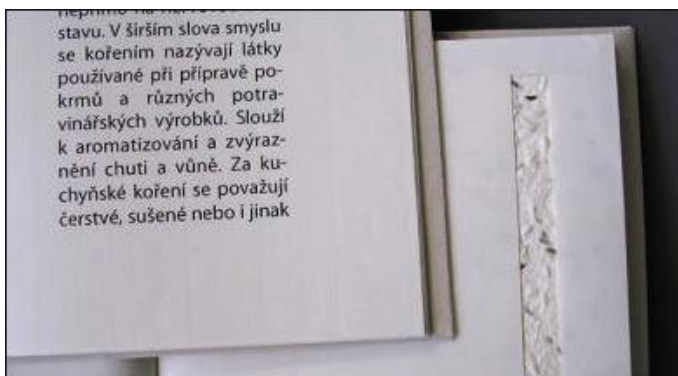 stavu. V širším slova smyslu
se kořením nazývají látky
používané při přípravě po-
krmů a různých potra-
vinářských výrobků. Slouží
k aromatizování a zvýraz-
nění chuti a vůně. Za ku-
chyňské koření se považují
čerstvé, sušené nebo i jinak